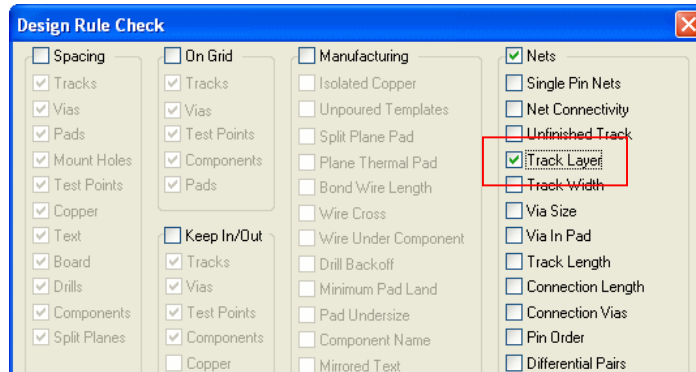 Design Rule Check
Spacing
Tracks
Vias
Pads
Mount Holes
Test Points
Copper
Text
Board
Drills
Components
Split Planes
On Grid
Tracks
Vias
Test Points
Components
Pads
Keep In/Out
Tracks
Vias
Test Points
Components
Copper
Manufacturing
Isolated Copper
Unpoured Templates
Split Plane Pad
Plane Thermal Pad
Bond Wire Length
Wire Cross
Wire Under Component
Drill Backoff
Minimum Pad Land
Pad Undersize
Component Name
Mirrored Text
Nets
Single Pin Nets
Net Connectivity
Unfinished Track
Track Layer
Track Width
Via Size
Via In Pad
Track Length
Connection Length
Connection Vias
Pin Order
Differential Pairs